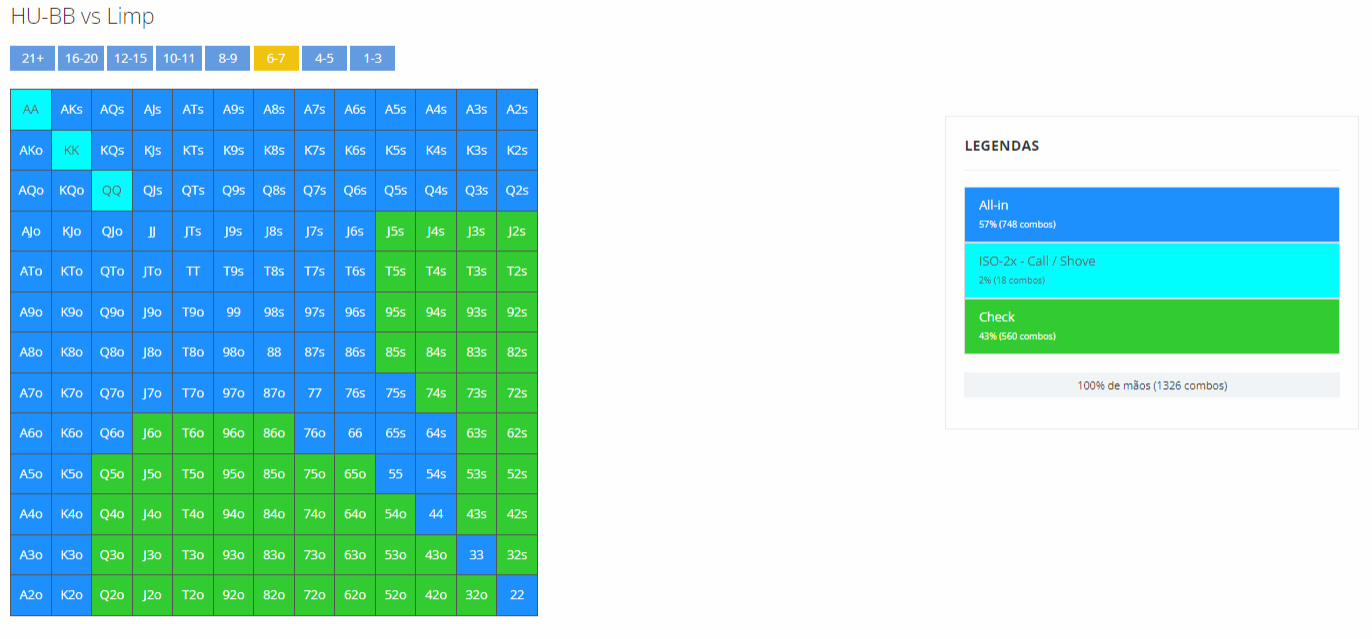 HU-BB vs Limp
21+ 16-20 12-15 10-11 8-9 6-7 4-5 1-3
AA AKs AQs AJs ATs A9s A8s A7s A6s A5s A4s A3s A2s
AKo KK KQs KJs KTs K9s K8s K7s K6s K5s K4s K3s K2s
AQo KQo QQ QJs QTs Q9s Q8s Q7s Q6s Q5s Q4s Q3s Q2s
AJo KJo QJo JJ JTs J9s J8s J7s J6s J5s J4s J3s J2s
ATo KTo QTo JTo TT T9s T8s T7s T6s T5s T4s T3s T2s
A9o K9o Q9o J9o T9o 99 98s 97s 96s 95s 94s 93s 92s
A8o K8o Q8o J8o T8o 98o 88 87s 86s 85s 84s 83s 82s
A7o K7o Q7o J7o T7o 97o 87o 77 76s 75s 74s 73s 72s
A6o K6o Q6o J6o T6o 96o 86o 76o 66 65s 64s 63s 62s
A5o K5o Q5o J5o T5o 95o 85o 75o 65o 55 54s 53s 52s
A4o K4o Q4o J4o T4o 94o 84o 74o 64o 54o 44 43s 42s
A3o K3o Q3o J3o T3o 93o 83o 73o 63o 53o 43o 33 32s
A2o K2o Q2o J2o T2o 92o 82o 72o 62o 52o 42o 32o 22
LEGENDAS
All-in
57% (748 combos)
ISO-2x - Call / Shove
2% (18 combos)
Check
43% (560 combos)
100% de mãos (1326 combos)